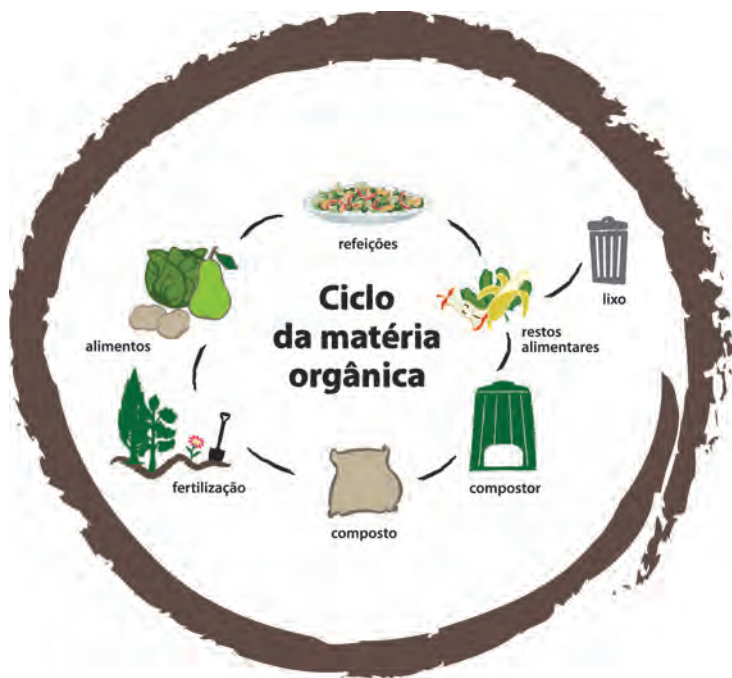 refeições
lixo
restos
alimentares
alimentos
Ciclo
da matéria
orgânica
fertilização
compostor
composto